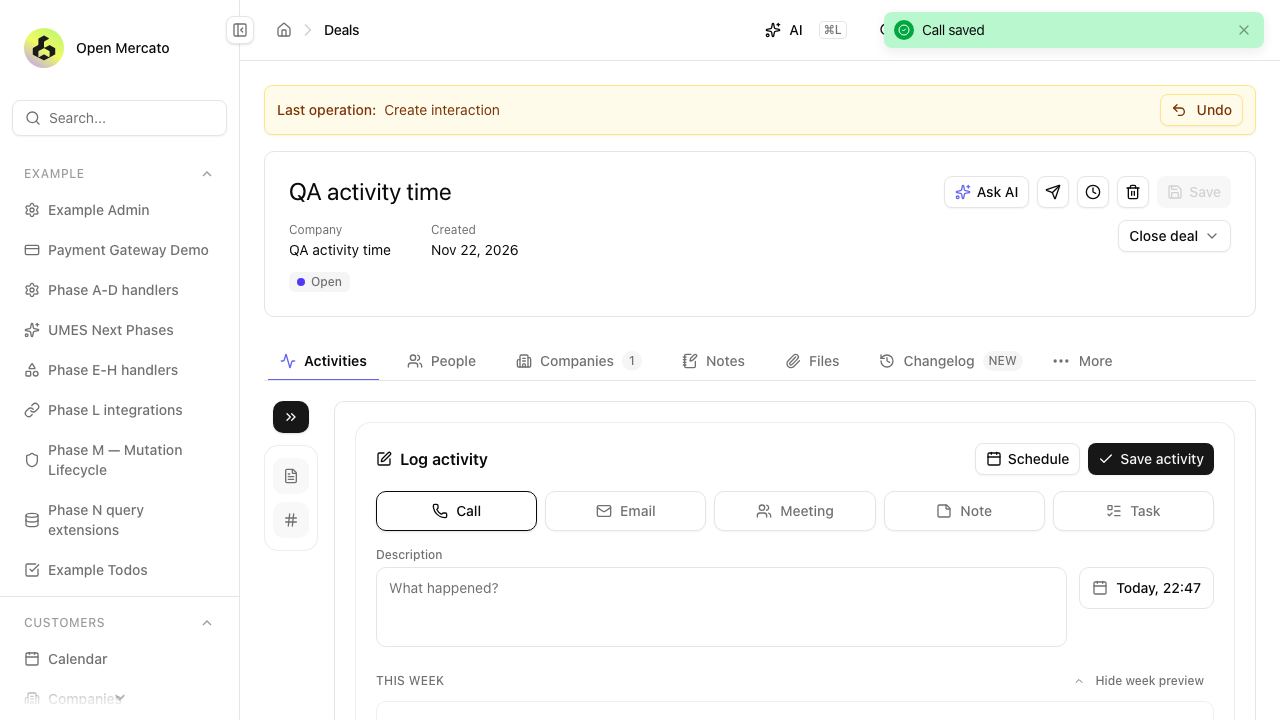 Open Mercato
Search...
EXAMPLE
Example Admin
Payment Gateway Demo
Phase A-D handlers
UMES Next Phases
Phase E-H handlers
Phase L integrations
Phase M — Mutation
Lifecycle
Phase N query
extensions
Example Todos
CUSTOMERS
Calendar
Companies
Deals
AI ⌘L
Call saved
Last operation: Create interaction
Undo
QA activity time
Ask AI
Save
Company
QA activity time
Created
Nov 22, 2026
Close deal
Open
Activities
People
Companies 1
Notes
Files
Changelog NEW
More
Log activity
Schedule
Save activity
Call
Email
Meeting
Note
Task
Description
What happened?
Today, 22:47
THIS WEEK
Hide week preview